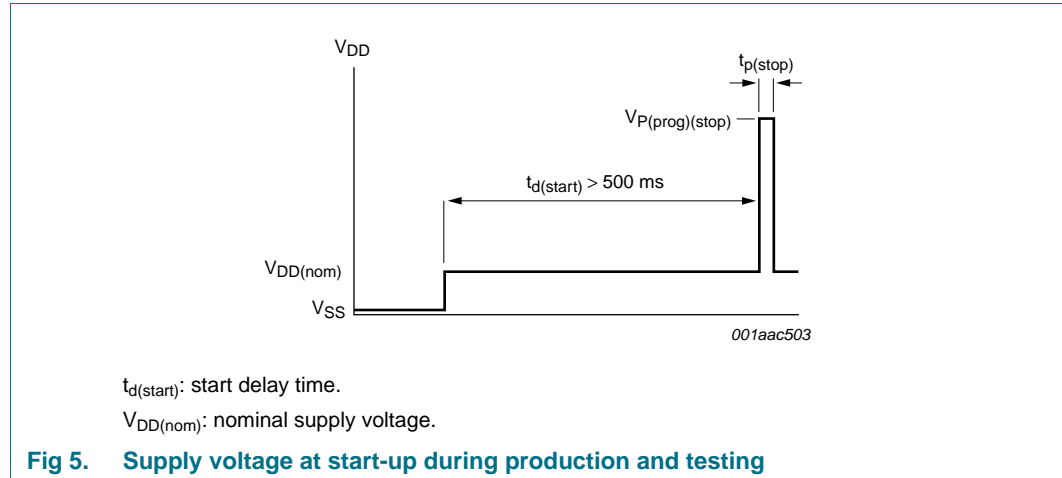 VDD
tp(stop)
VP(prog)(stop)
td(start) > 500 ms
VDD(nom)
VSS
001aac503
td(start): start delay time.
VDD(nom): nominal supply voltage.
Fig 5. Supply voltage at start-up during production and testing